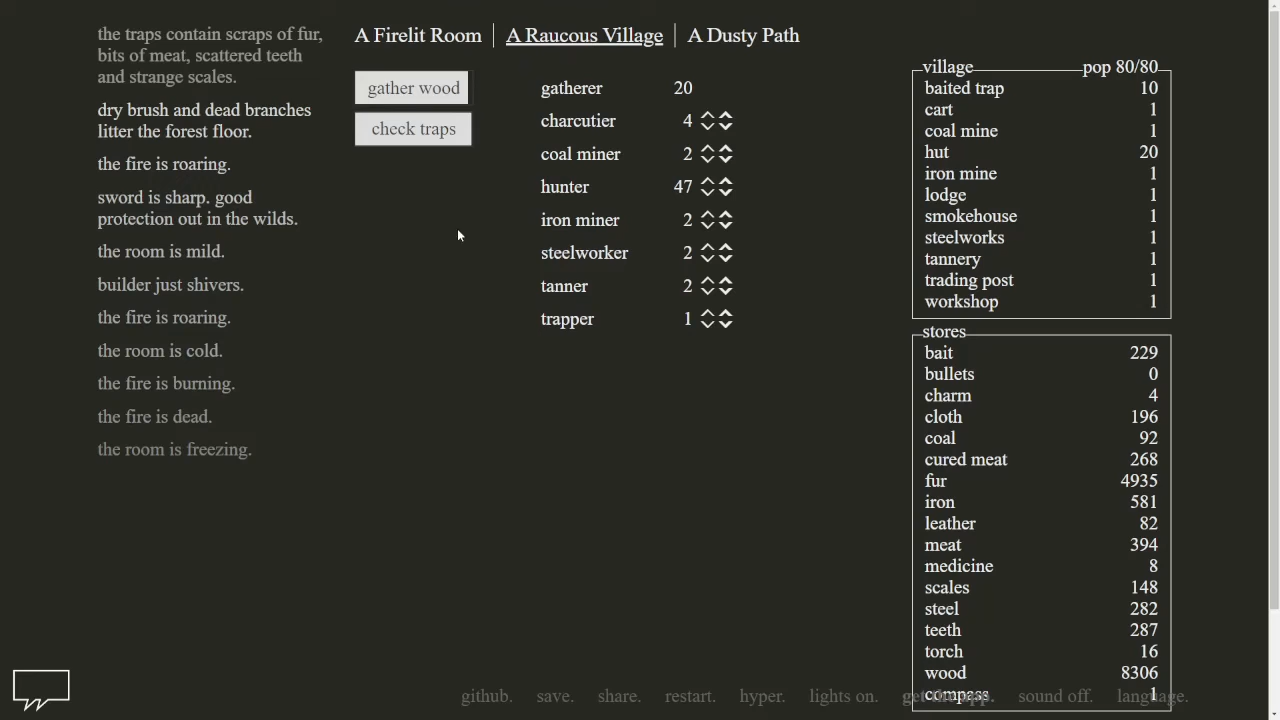 the traps contain scraps of fur,
bits of meat, scattered teeth
and strange scales.
dry brush and dead branches
litter the forest floor.
the fire is roaring.
sword is sharp. good
protection out in the wilds.
the room is mild.
builder just shivers.
the fire is roaring.
the room is cold.
the fire is burning.
the fire is dead.
the room is freezing.
A Firelit Room | A Raucous Village | A Dusty Path
gather wood
check traps
gatherer 20
charcutier 4
coal miner 2
hunter 47
iron miner 2
steelworker 2
tanner 2
trapper 1
village pop 80/80
baited trap 10
cart 1
coal mine 1
hut 20
iron mine 1
lodge 1
smokehouse 1
steelworks 1
tannery 1
trading post 1
workshop 1
stores
bait 229
bullets 0
charm 4
cloth 196
coal 92
cured meat 268
fur 4935
iron 581
leather 82
meat 394
medicine 8
scales 148
steel 282
teeth 287
torch 16
wood 8306
compass 1
github. save. share. restart. hyper. lights on. get the app. sound off. language.